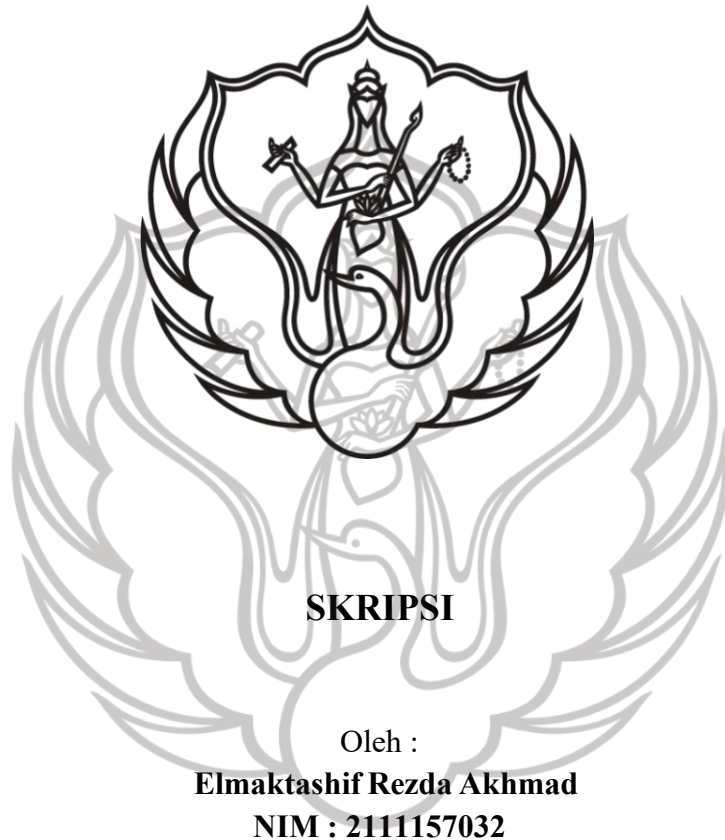 SKRIPSI
Oleh :
Elmaktashif Rezda Akhmad
NIM : 2111157032